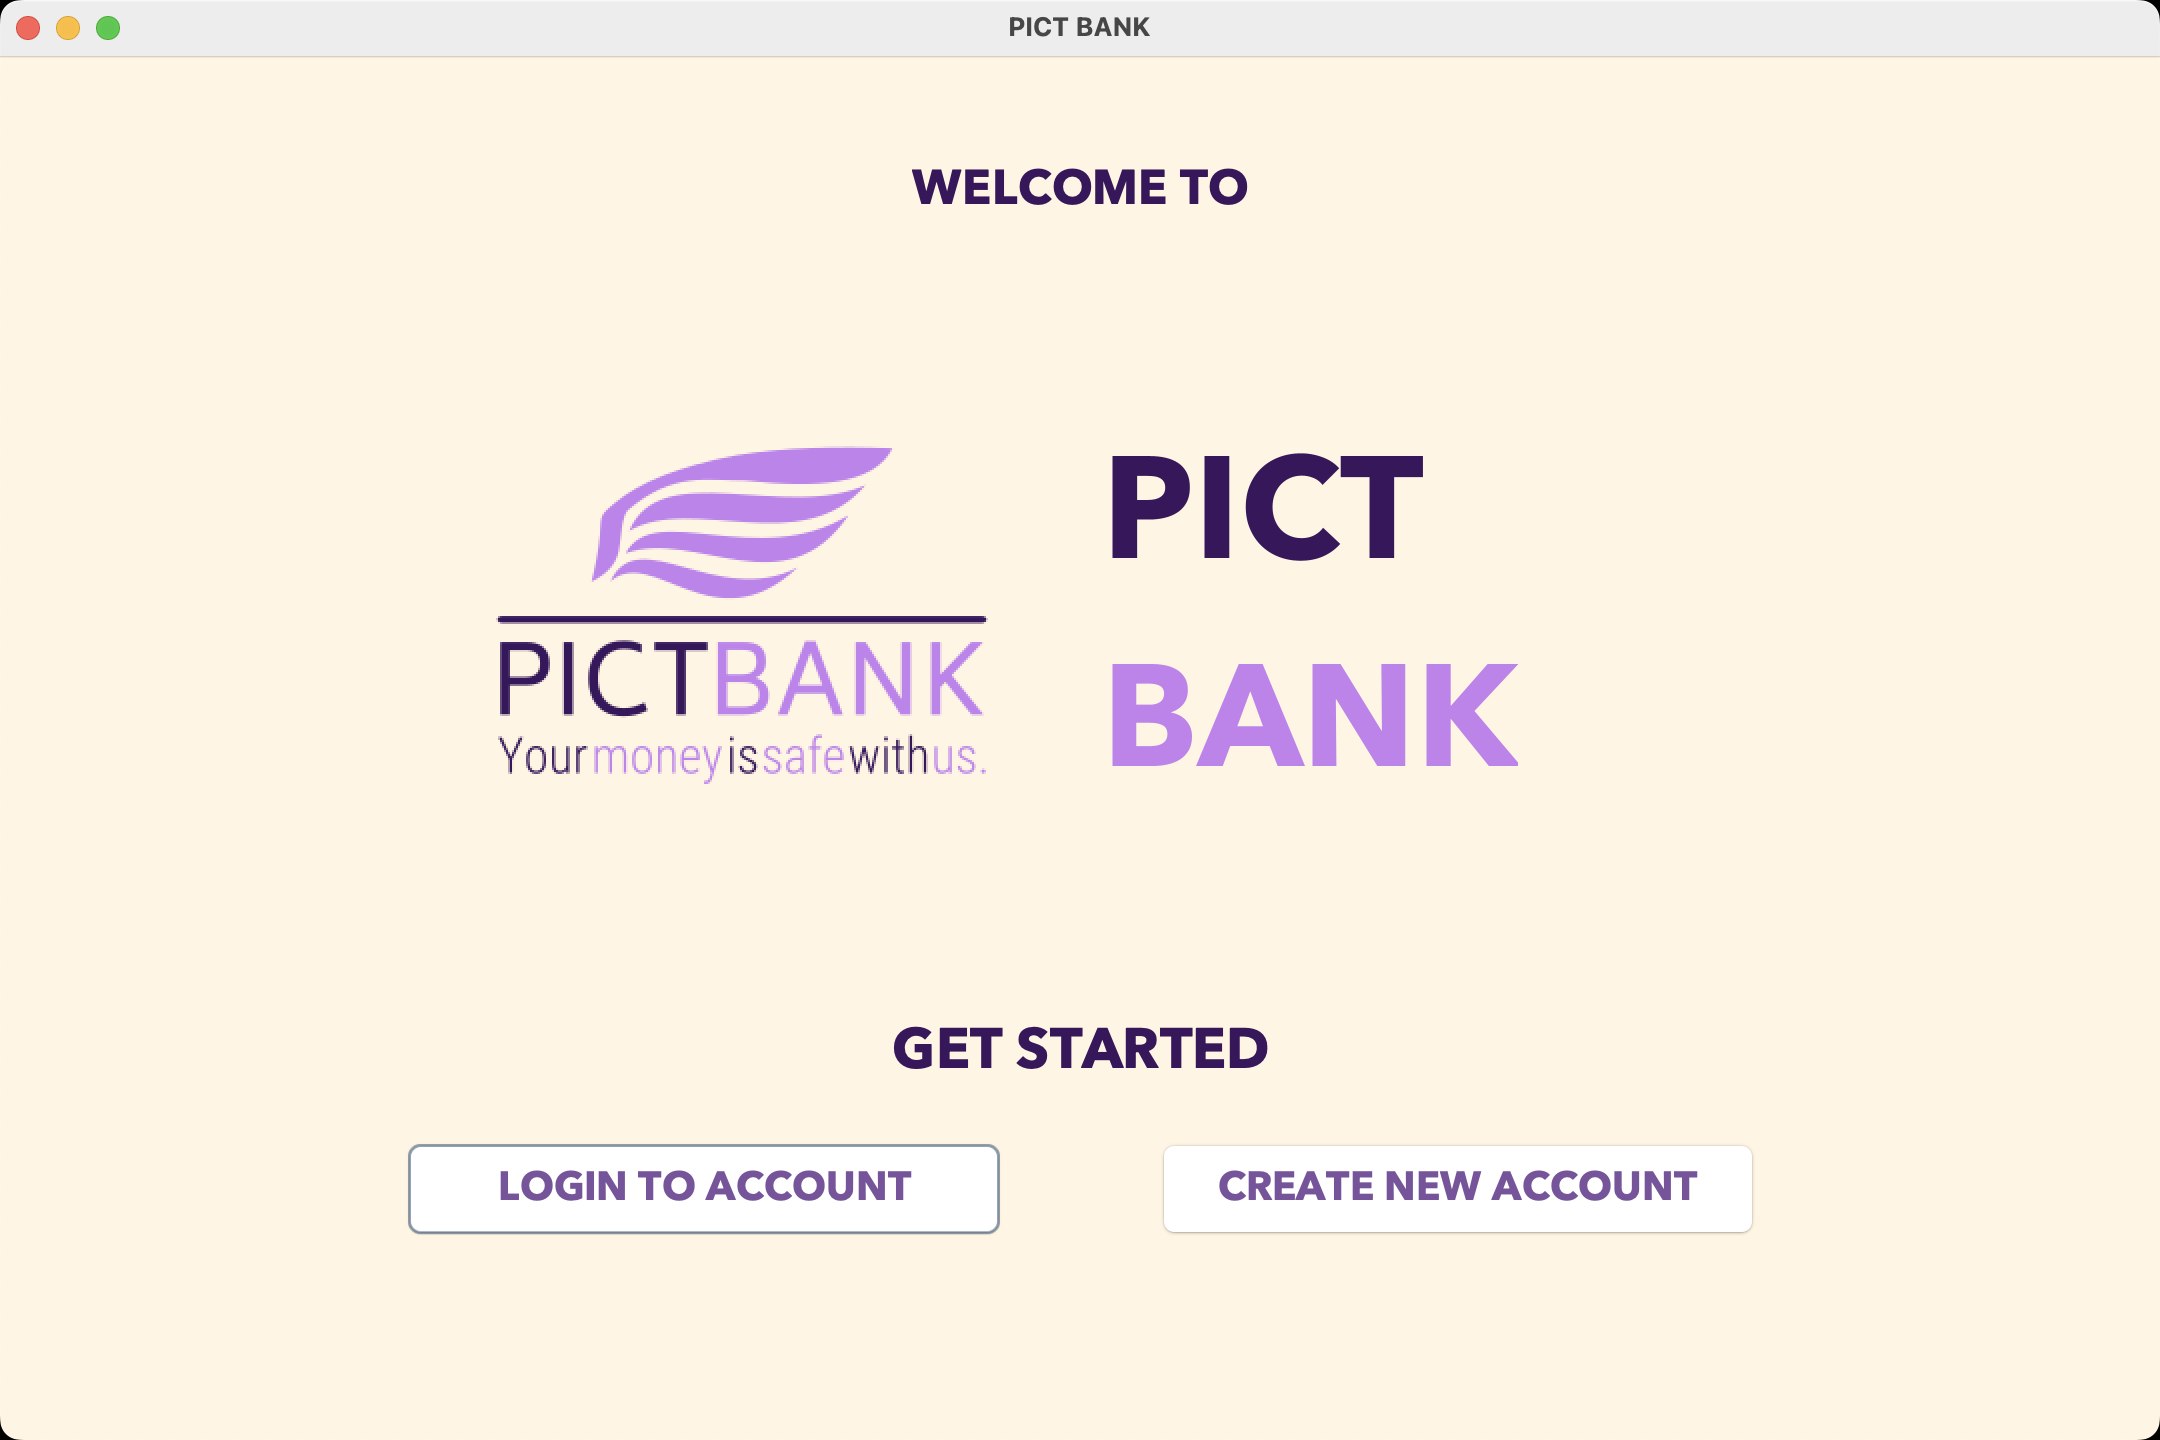 PICT BANK
WELCOME TO
PICTBANK
Your money is safe with us.
PICT
BANK
GET STARTED
LOGIN TO ACCOUNT
CREATE NEW ACCOUNT